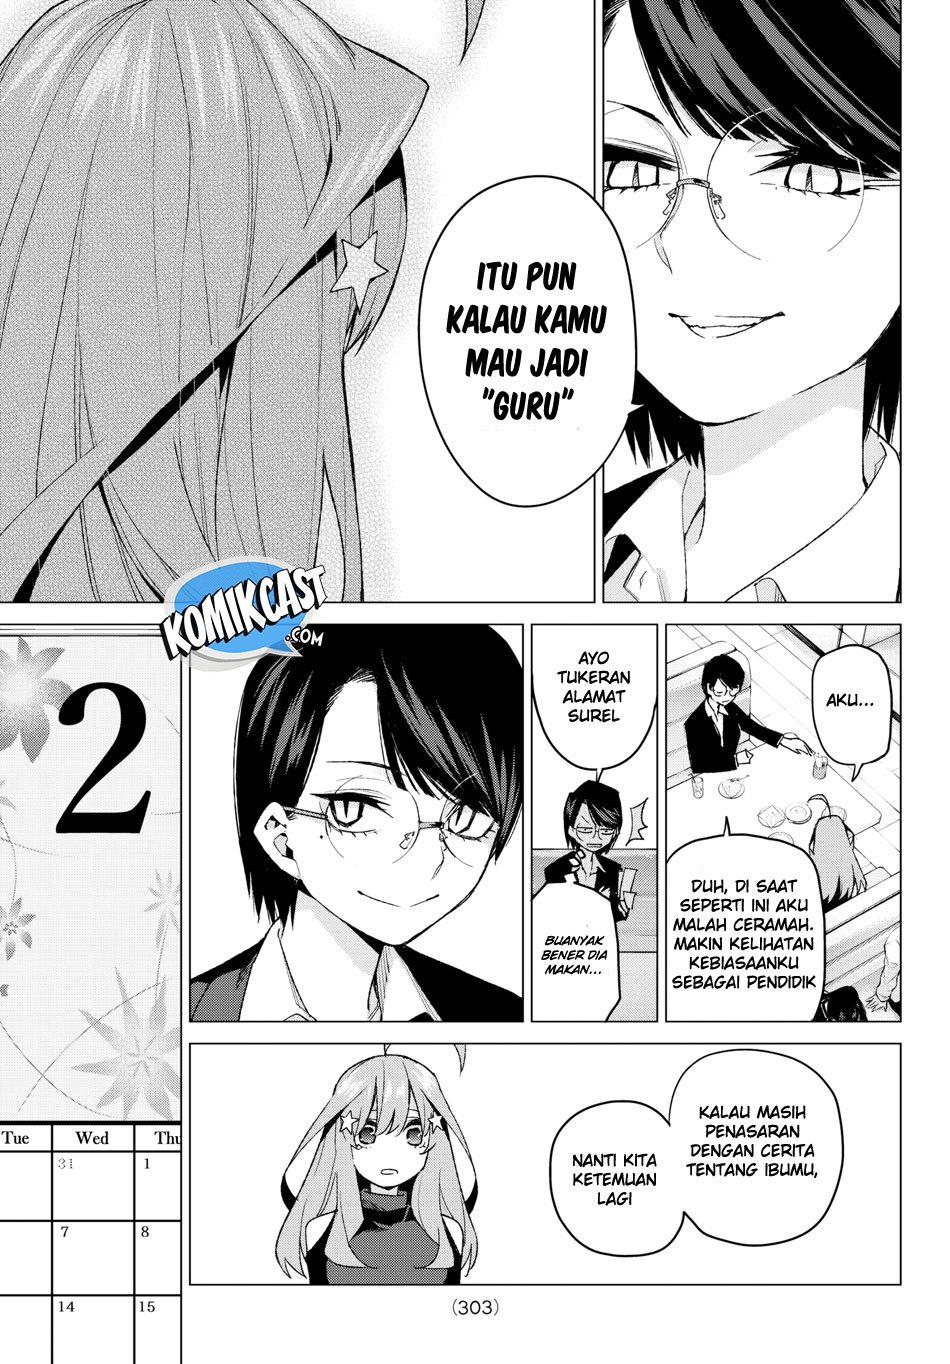 ITU PUN
KALAU KAMU
MAU JADI
"GURU"
KOMIKCAST
.COM
AKU...
DUH, DI SAAT
SEPERTI INI AKU
MALAH CERAMAH.
MAKIN KELIHATAN
KEBIASAANKU
SEBAGAI PENDIDIK
AYO
TUKERAN
ALAMAT
SUREL
BUANYAK
BENER DIA
MAKAN...
KALAU MASIH
PENASARAN
DENGAN CERITA
TENTANG IBUMU,
NANTI KITA
KETEMUAN
LAGI
2
Tue Wed Thu
31 1
7 8
14 15
(303)